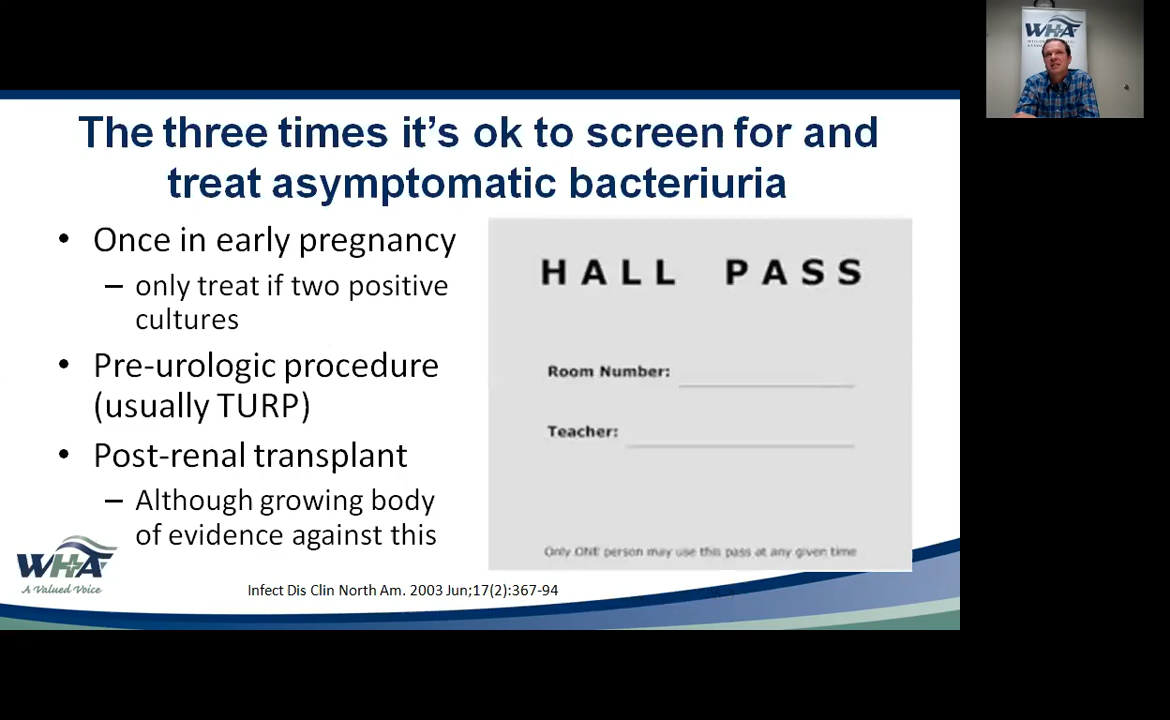 The three times it's ok to screen for and
treat asymptomatic bacteriuria
• Once in early pregnancy
– only treat if two positive
cultures
• Pre-urologic procedure
(usually TURP)
• Post-renal transplant
– Although growing body
of evidence against this
HALL PASS
Room Number:
Teacher:
Only ONE person may use this pass at any given time
WHA
A Valued Voice
Infect Dis Clin North Am. 2003 Jun;17(2):367-94
WHA